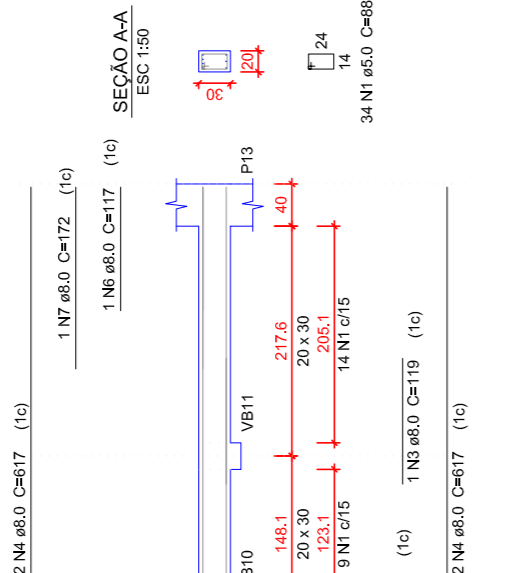 SEÇÃO A-A
ESC 1:50
30
20
24
14
34 N1 ø5.0 C=88
(1c)
1 N7 ø8.0 C=172
(1c)
1 N6 ø8.0 C=117
P13
40
217.6
20 x 30
205.1
14 N1 c/15
VB11
(1c)
2 N4 ø8.0 C=617
(1c)
1 N3 ø8.0 C=119
(1c)
2 N4 ø8.0 C=617
148.1
20 x 30
123.1
9 N1 c/15
(1c)